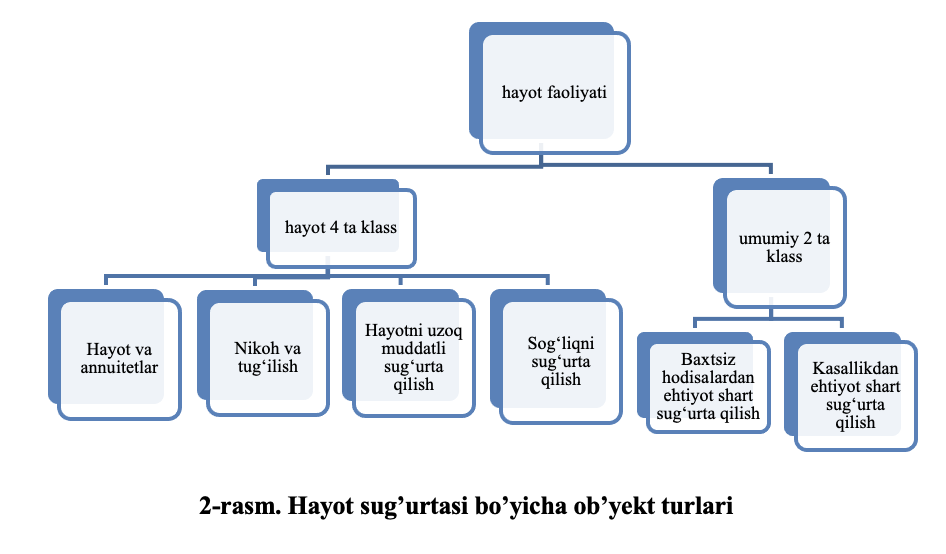 hayot faoliyati
hayot 4 ta klass
umumiy 2 ta
klass
Hayot va
annuitetlar
Nikoh va
tug‘ilish
Hayotni uzoq
muddatli
sug‘urta
qilish
Sog‘liqni
sug‘urta
qilish
Baxtsiz
hodisalardan
ehtiyot shart
sug‘urta qilish
Kasallikdan
ehtiyot shart
sug‘urta
qilish
2-rasm. Hayot sug’urtasi bo’yicha ob’yekt turlari